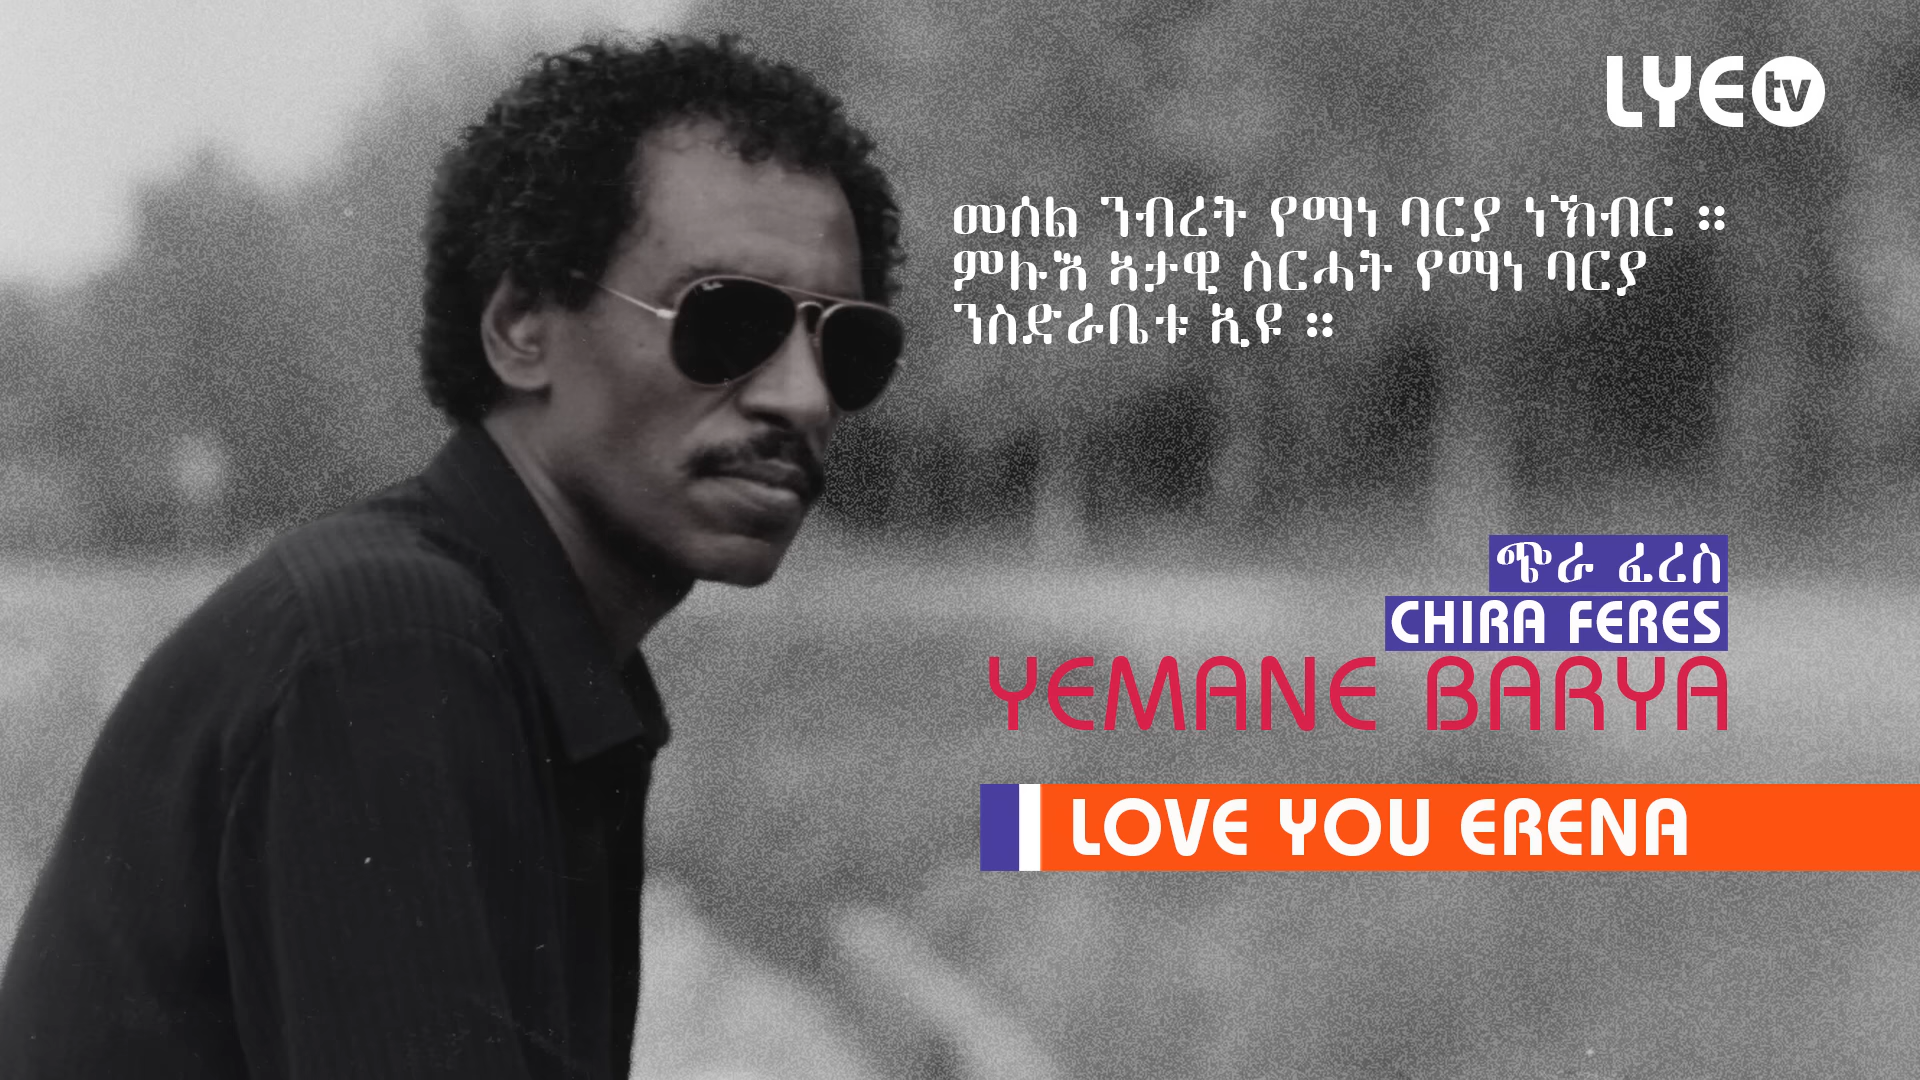 LYE tv
መሰል ንብረት የማነ ባርያ ነኽብር ።
ምሉእ ኣታዊ ስርሓት የማነ ባርያ
ንስድራቤቱ ኢዩ ።
ጭራ ፈረስ
CHIRA FERES
YEMANE BARYA
LOVE YOU ERENA